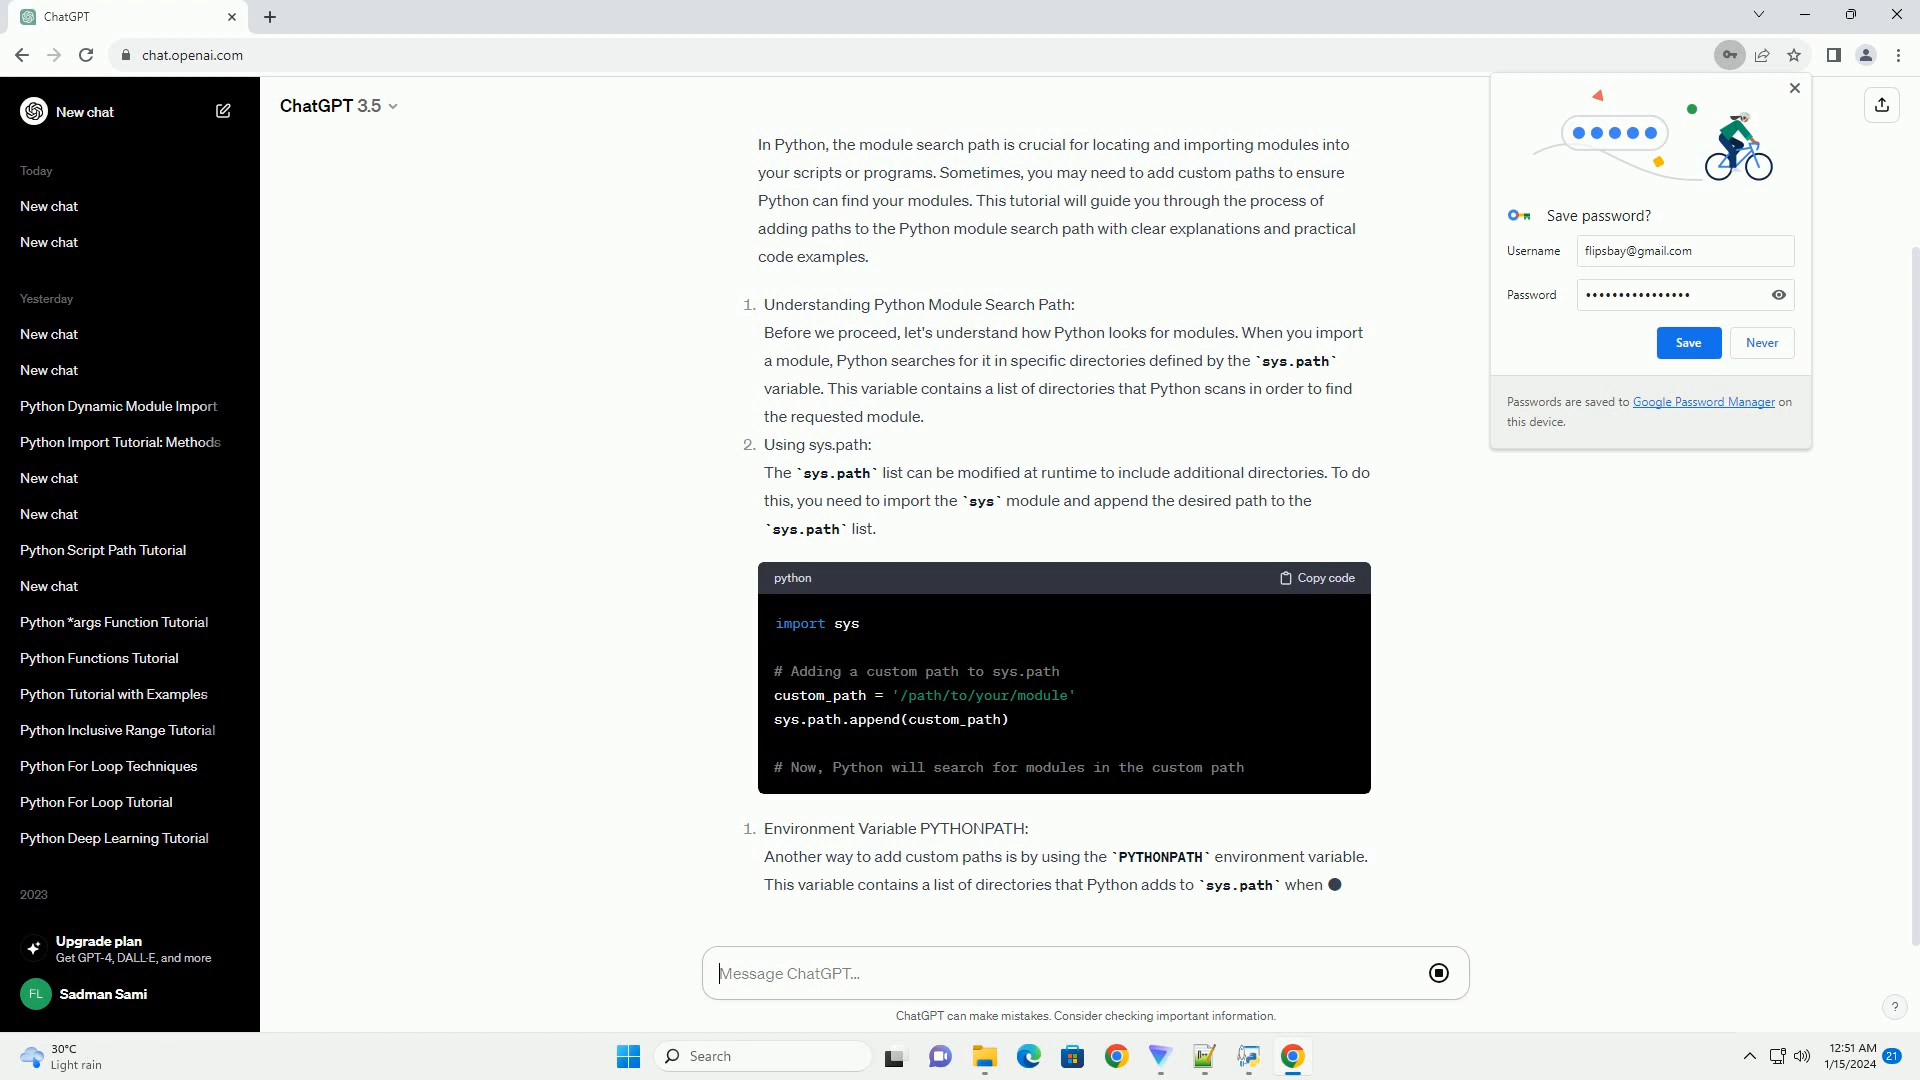 ChatGPT
chat.openai.com
New chat
Today
New chat
New chat
Yesterday
New chat
New chat
Python Dynamic Module Import
Python Import Tutorial: Methods
New chat
New chat
Python Script Path Tutorial
New chat
Python *args Function Tutorial
Python Functions Tutorial
Python Tutorial with Examples
Python Inclusive Range Tutorial
Python For Loop Techniques
Python For Loop Tutorial
Python Deep Learning Tutorial
2023
Upgrade plan
Get GPT-4, DALL·E, and more
FL Sadman Sami
ChatGPT 3.5
In Python, the module search path is crucial for locating and importing modules into
your scripts or programs. Sometimes, you may need to add custom paths to ensure
Python can find your modules. This tutorial will guide you through the process of
adding paths to the Python module search path with clear explanations and practical
code examples.
1. Understanding Python Module Search Path:
Before we proceed, let's understand how Python looks for modules. When you import
a module, Python searches for it in specific directories defined by the `sys.path`
variable. This variable contains a list of directories that Python scans in order to find
the requested module.
2. Using sys.path:
The `sys.path` list can be modified at runtime to include additional directories. To do
this, you need to import the `sys` module and append the desired path to the
`sys.path` list.
python Copy code
import sys
# Adding a custom path to sys.path
custom_path = '/path/to/your/module'
sys.path.append(custom_path)
# Now, Python will search for modules in the custom path
1. Environment Variable PYTHONPATH:
Another way to add custom paths is by using the `PYTHONPATH` environment variable.
This variable contains a list of directories that Python adds to `sys.path` when
Message ChatGPT...
ChatGPT can make mistakes. Consider checking important information.
?
Save password?
Username flipsbay@gmail.com
Password ••••••••••••••••
Save Never
Passwords are saved to Google Password Manager on
this device.
30°C
Light rain
Search
12:51 AM
1/15/2024
21